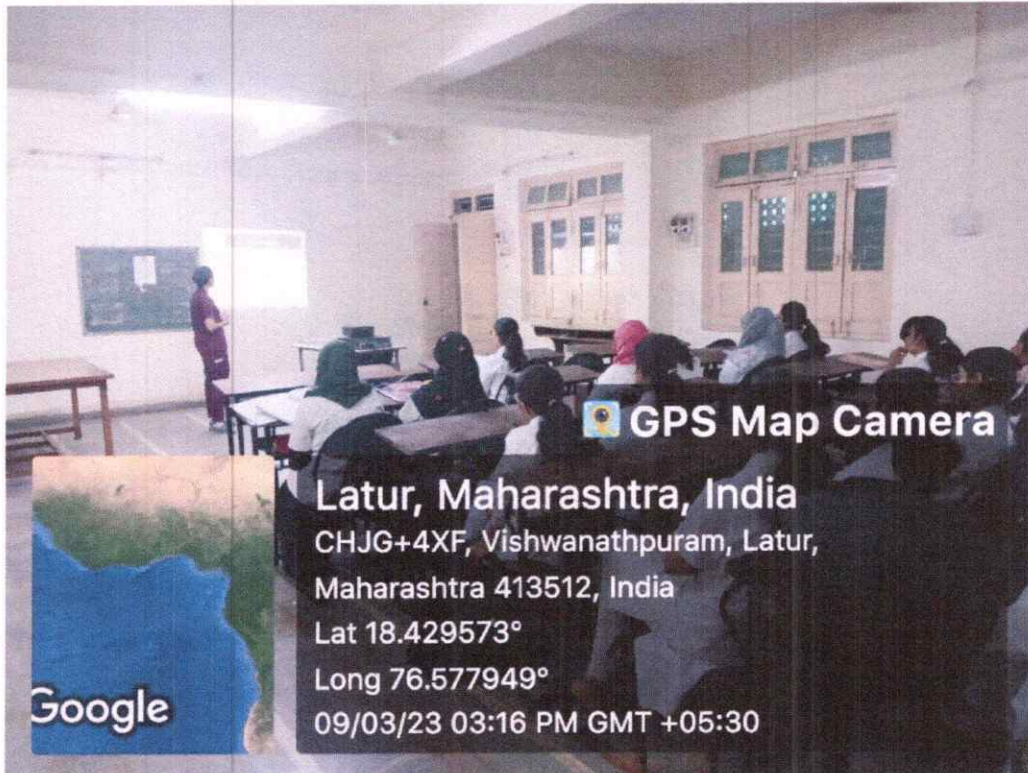 GPS Map Camera
Latur, Maharashtra, India
CHJG+4XF, Vishwanathpuram, Latur,
Maharashtra 413512, India
Lat 18.429573°
Long 76.577949°
09/03/23 03:16 PM GMT +05:30
Google